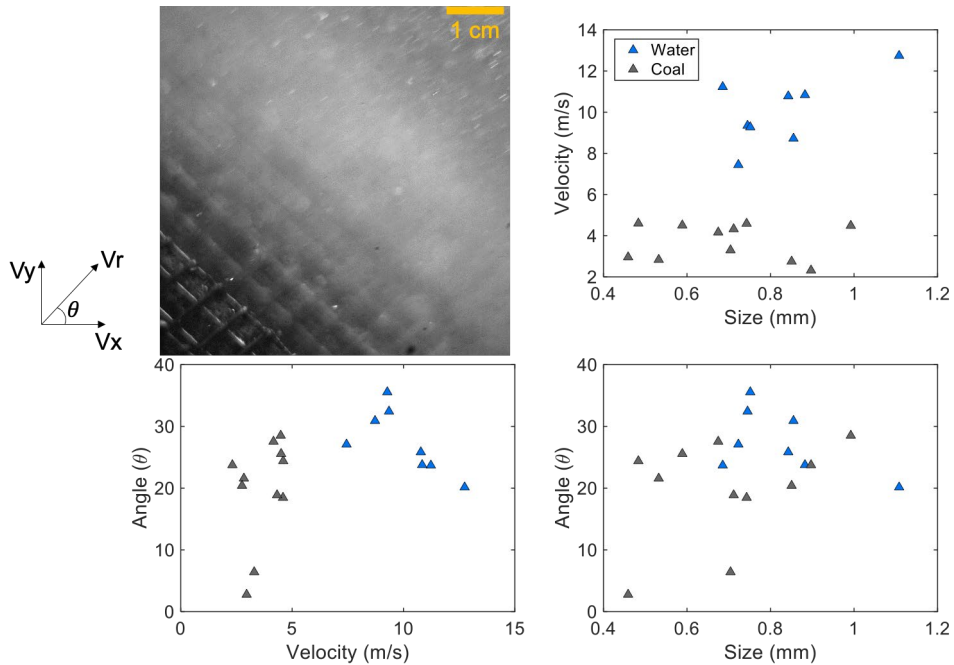 1 cm
Vy
Vr
θ
Vx
14
12
10
8
6
4
2
Velocity (m/s)
Water
Coal
0.4 0.6 0.8 1 1.2
Size (mm)
40
30
20
10
0
Angle (θ)
0 5 10 15
Velocity (m/s)
40
30
20
10
0
Angle (θ)
0.4 0.6 0.8 1 1.2
Size (mm)